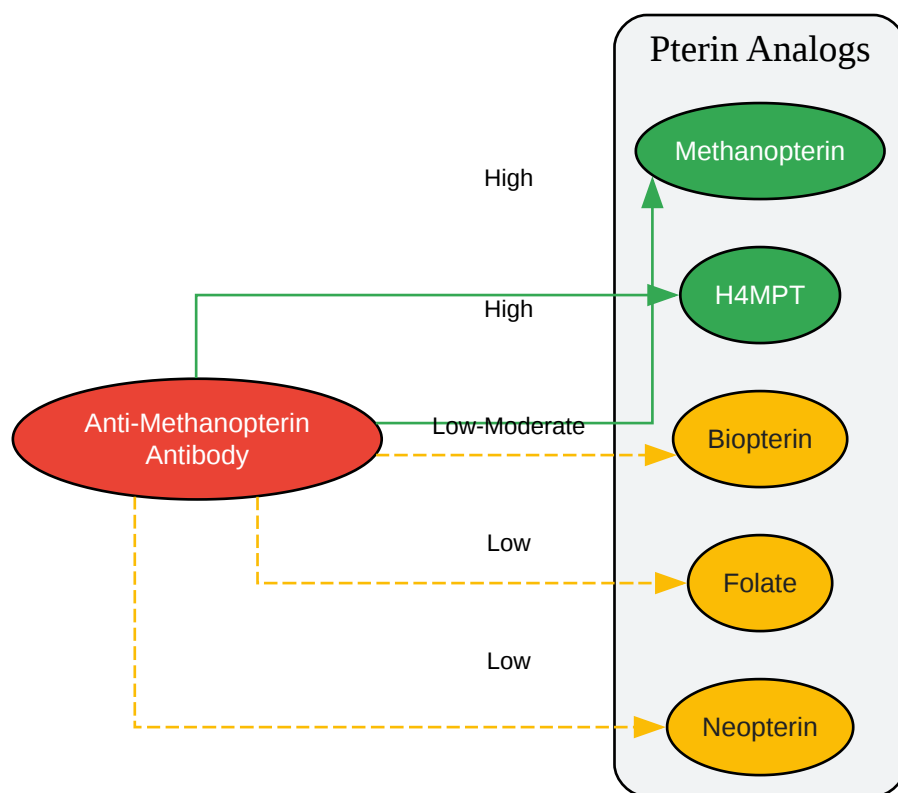 Pterin Analogs
Methanopterin
High
H4MPT
High
Anti-Methanopterin
Antibody
Low-Moderate
Biopterin
Low
Folate
Low
Neopterin